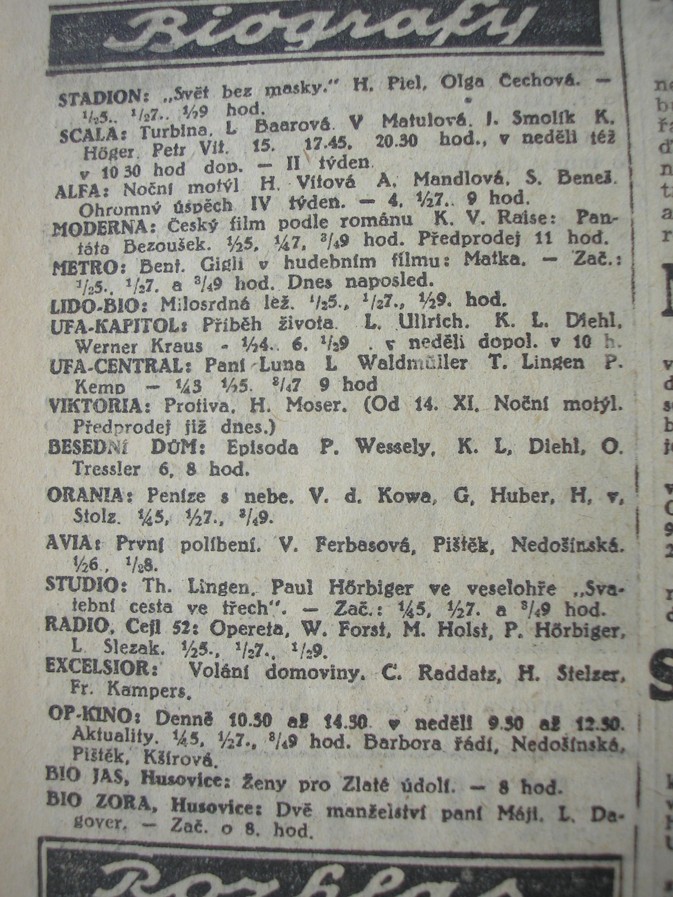 Biografy
STADION: „Svět bez masky.“ H. Piel, Olga Čechová. —
½5.. ½7.. ½9 hod.
SCALA: Turbina. L Baarová. V Matulová. J. Smolík K.
Höger. Petr Vit. 15. 17.45. 20.30 hod., v neděli též
v 10 30 hod dop. — II týden.
ALFA: Noční motýl H. Vítová A. Mandlová, S. Beneš.
Ohromný úspěch IV týden. — 4, ½7.. 9 hod.
MODERNA: Český film podle románu K. V. Raise: Pan-
táta Bezoušek. ½5, ¼7, ¾9 hod. Předprodej 11 hod.
METRO: Benj. Gigli v hudebním filmu: Matka. — Zač.:
½5.. ½7. a ¾9 hod. Dnes naposled.
LIDO-BIO: Milosrdná lež. ½5., ½7., ½9. hod.
UFA-KAPITOL: Příběh života. L. Ullrich. K. L. Diehl,
Werner Kraus - ½4.. 6. ½9 . v neděli dopol. v 10 h.
UFA-CENTRAL: Paní Luna L Waldmüller T. Lingen P.
Kemp — ¼3 ½5. ¾7 9 hod
VIKTORIA: Protiva, H. Moser. (Od 14. XI. Noční motýl.
Předprodej již dnes.)
BESEDNÍ DŮM: Episoda P. Wessely, K. L, Diehl, O.
Tressler 6, 8 hod.
ORANIA: Peníze s nebe. V. d. Kowa, G, Huber, H, v,
Stolz. ¼5, ½7., ¾9.
AVIA: První políbení. V. Ferbasová, Pištěk, Nedošínská.
½6., ½8.
STUDIO: Th. Lingen, Paul Hörbiger ve veselohře „Sva-
tební cesta ve třech“. — Zač.: ¼5, ½7. a ¾9 hod.
RADIO, Cejl 52: Opereta, W. Forst, M. Holst, P. Hörbiger,
L Slezak. ½5., ½7., ½9.
EXCELSIOR: Volání domoviny. C. Raddatz, H. Stelzer,
Fr. Kampers.
OP-KINO: Denně 10.30 až 14.30 v neděli 9.30 až 12.30.
Aktuality. ¼5, ½7., ¾9 hod. Barbora řádí, Nedošínská,
Pištěk, Kšírová.
BIO JAS, Husovice: Ženy pro Zlaté údolí. — 8 hod.
BIO ZORA, Husovice: Dvě manželství paní Máji. L. Da-
gover. — Zač. o 8. hod.
Rozhlas